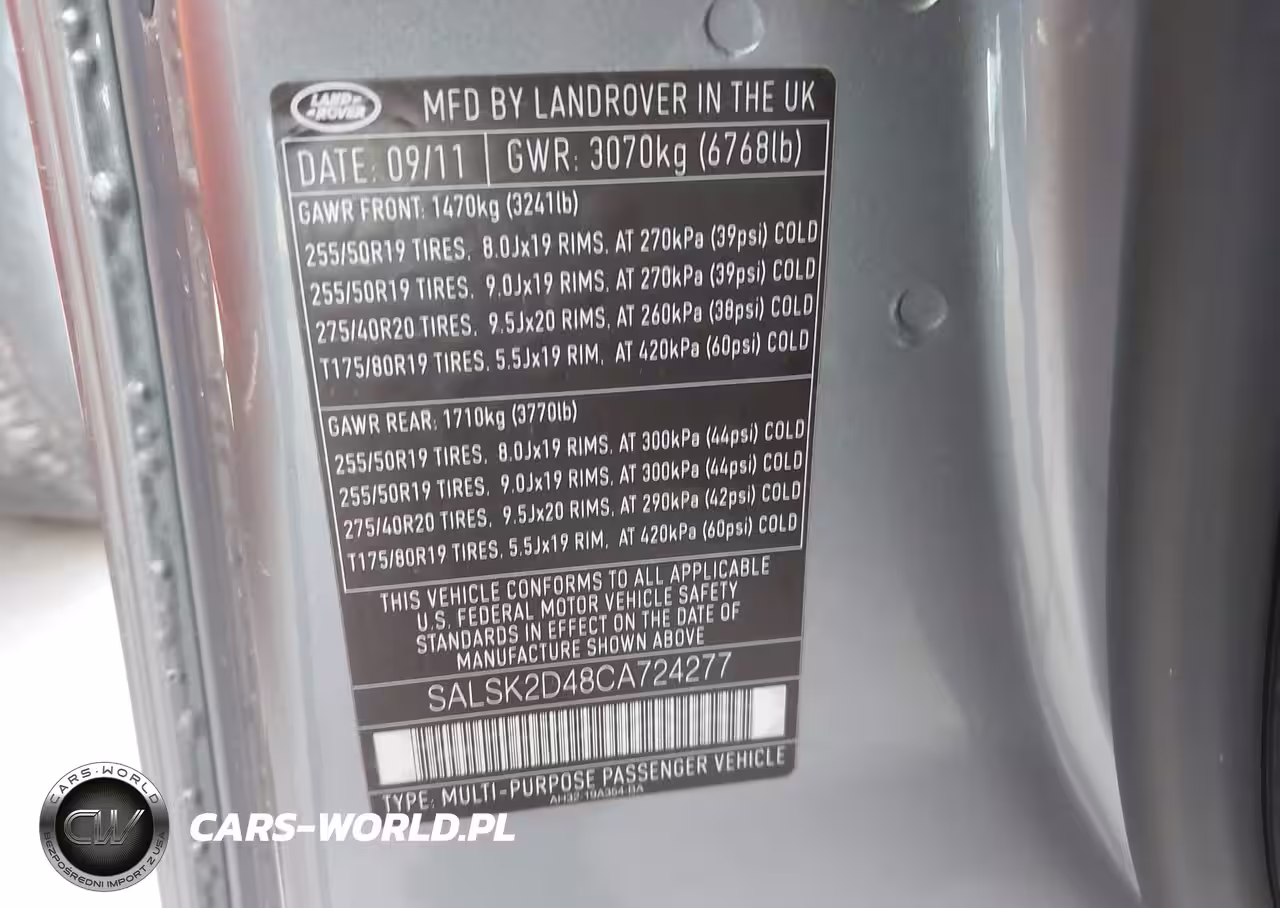 LAND ROVER
MFD BY LANDROVER IN THE UK
DATE: 09/11 GWR: 3070kg (6768lb)
GAWR FRONT: 1470kg (3241lb)
255/50R19 TIRES, 8.0Jx19 RIMS, AT 270kPa (39psi) COLD
255/50R19 TIRES, 9.0Jx19 RIMS, AT 270kPa (39psi) COLD
275/40R20 TIRES, 9.5Jx20 RIMS, AT 260kPa (38psi) COLD
T175/80R19 TIRES, 5.5Jx19 RIM, AT 420kPa (60psi) COLD
GAWR REAR: 1710kg (3770lb)
255/50R19 TIRES, 8.0Jx19 RIMS, AT 300kPa (44psi) COLD
255/50R19 TIRES, 9.0Jx19 RIMS, AT 300kPa (44psi) COLD
275/40R20 TIRES, 9.5Jx20 RIMS, AT 290kPa (42psi) COLD
T175/80R19 TIRES, 5.5Jx19 RIM, AT 420kPa (60psi) COLD
THIS VEHICLE CONFORMS TO ALL APPLICABLE
U.S. FEDERAL MOTOR VEHICLE SAFETY
STANDARDS IN EFFECT ON THE DATE OF
MANUFACTURE SHOWN ABOVE
SALSK2D48CA724277
TYPE: MULTI-PURPOSE PASSENGER VEHICLE
AH32-19A364-BA
CARS-WORLD
CW
BEZPOŚREDNI IMPORT Z USA
CARS-WORLD.PL